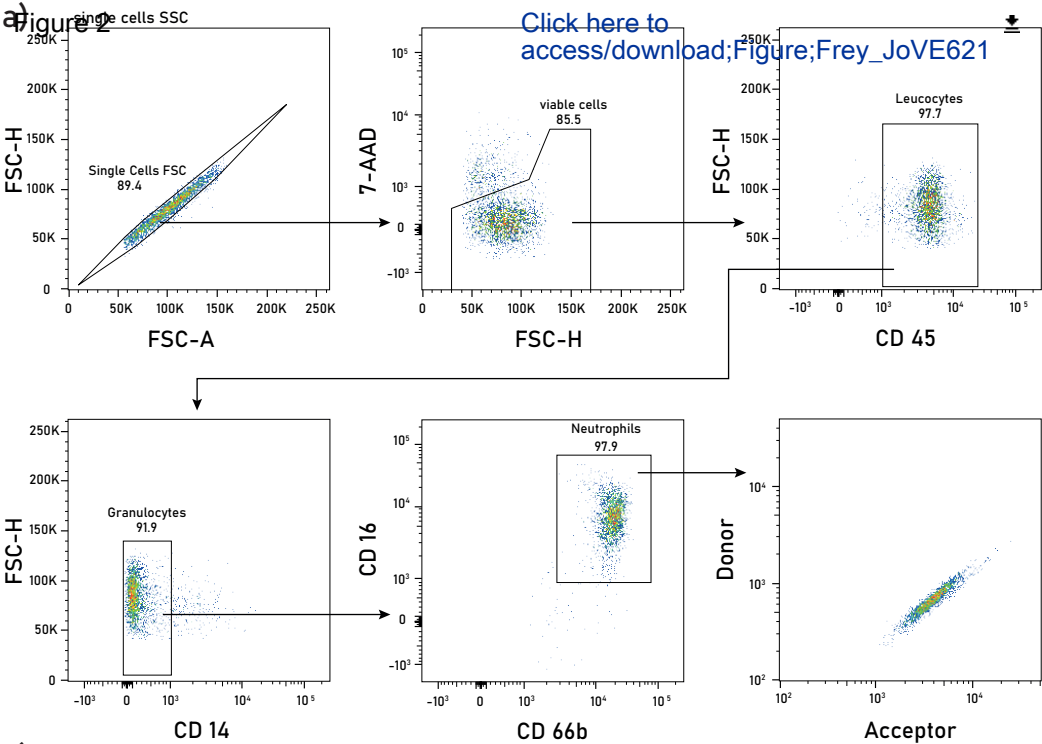 a)
Figure 2
single cells SSC
Click here to
access/download;Figure;Frey_JoVE621
250K
200K
150K
100K
50K
0
FSC-H
Single Cells FSC
89.4
0 50K 100K 150K 200K 250K
FSC-A
10⁵
10⁴
10³
0
-10³
7-AAD
viable cells
85.5
0 50K 100K 150K 200K 250K
FSC-H
250K
200K
150K
100K
50K
0
FSC-H
Leucocytes
97.7
-10³ 0 10³ 10⁴ 10⁵
CD 45
250K
200K
150K
100K
50K
0
FSC-H
Granulocytes
91.9
-10³ 0 10³ 10⁴ 10⁵
CD 14
10⁵
10⁴
10³
0
-10³
CD 16
Neutrophils
97.9
-10³ 0 10³ 10⁴ 10⁵
CD 66b
10⁴
10³
10²
Donor
10² 10³ 10⁴
Acceptor